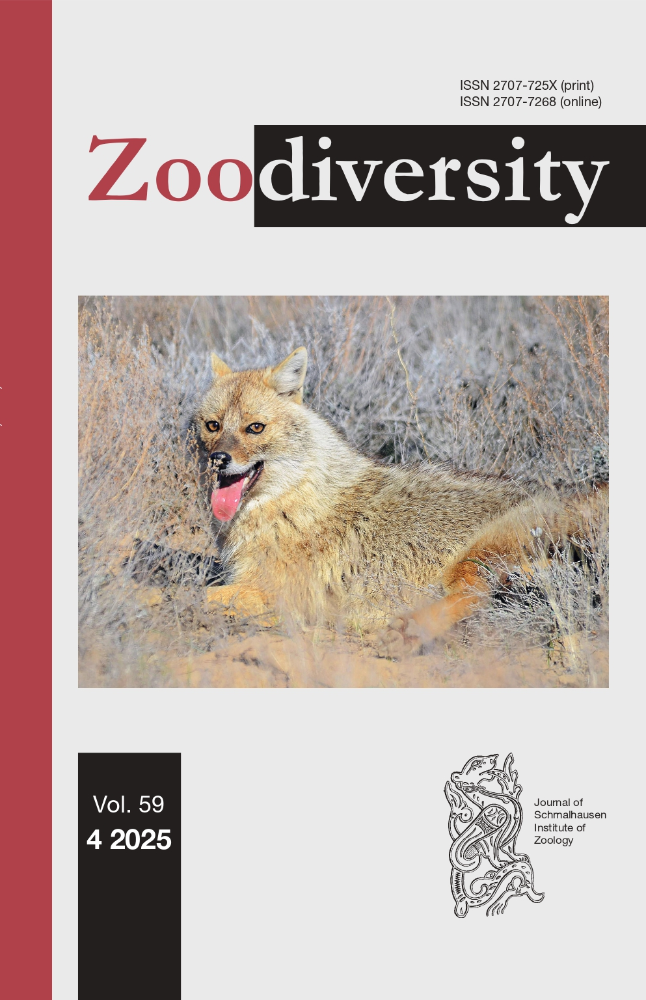 ISSN 2707-725X (print)
ISSN 2707-7268 (online)
Zoodiversity
Vol. 59
4 2025
Journal of
Schmalhausen
Institute of
Zoology